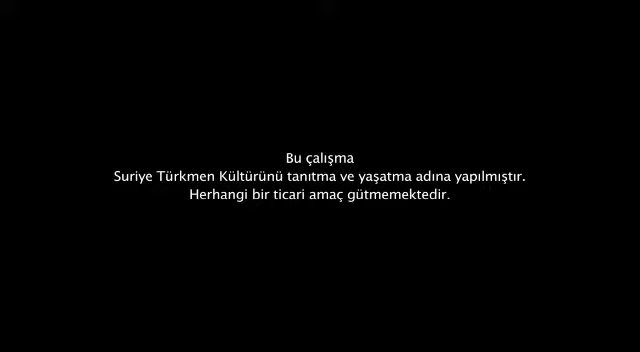 Bu çalışma
Suriye Türkmen Kültürünü tanıtma ve yaşatma adına yapılmıştır.
Herhangi bir ticari amaç gütmemektedir.